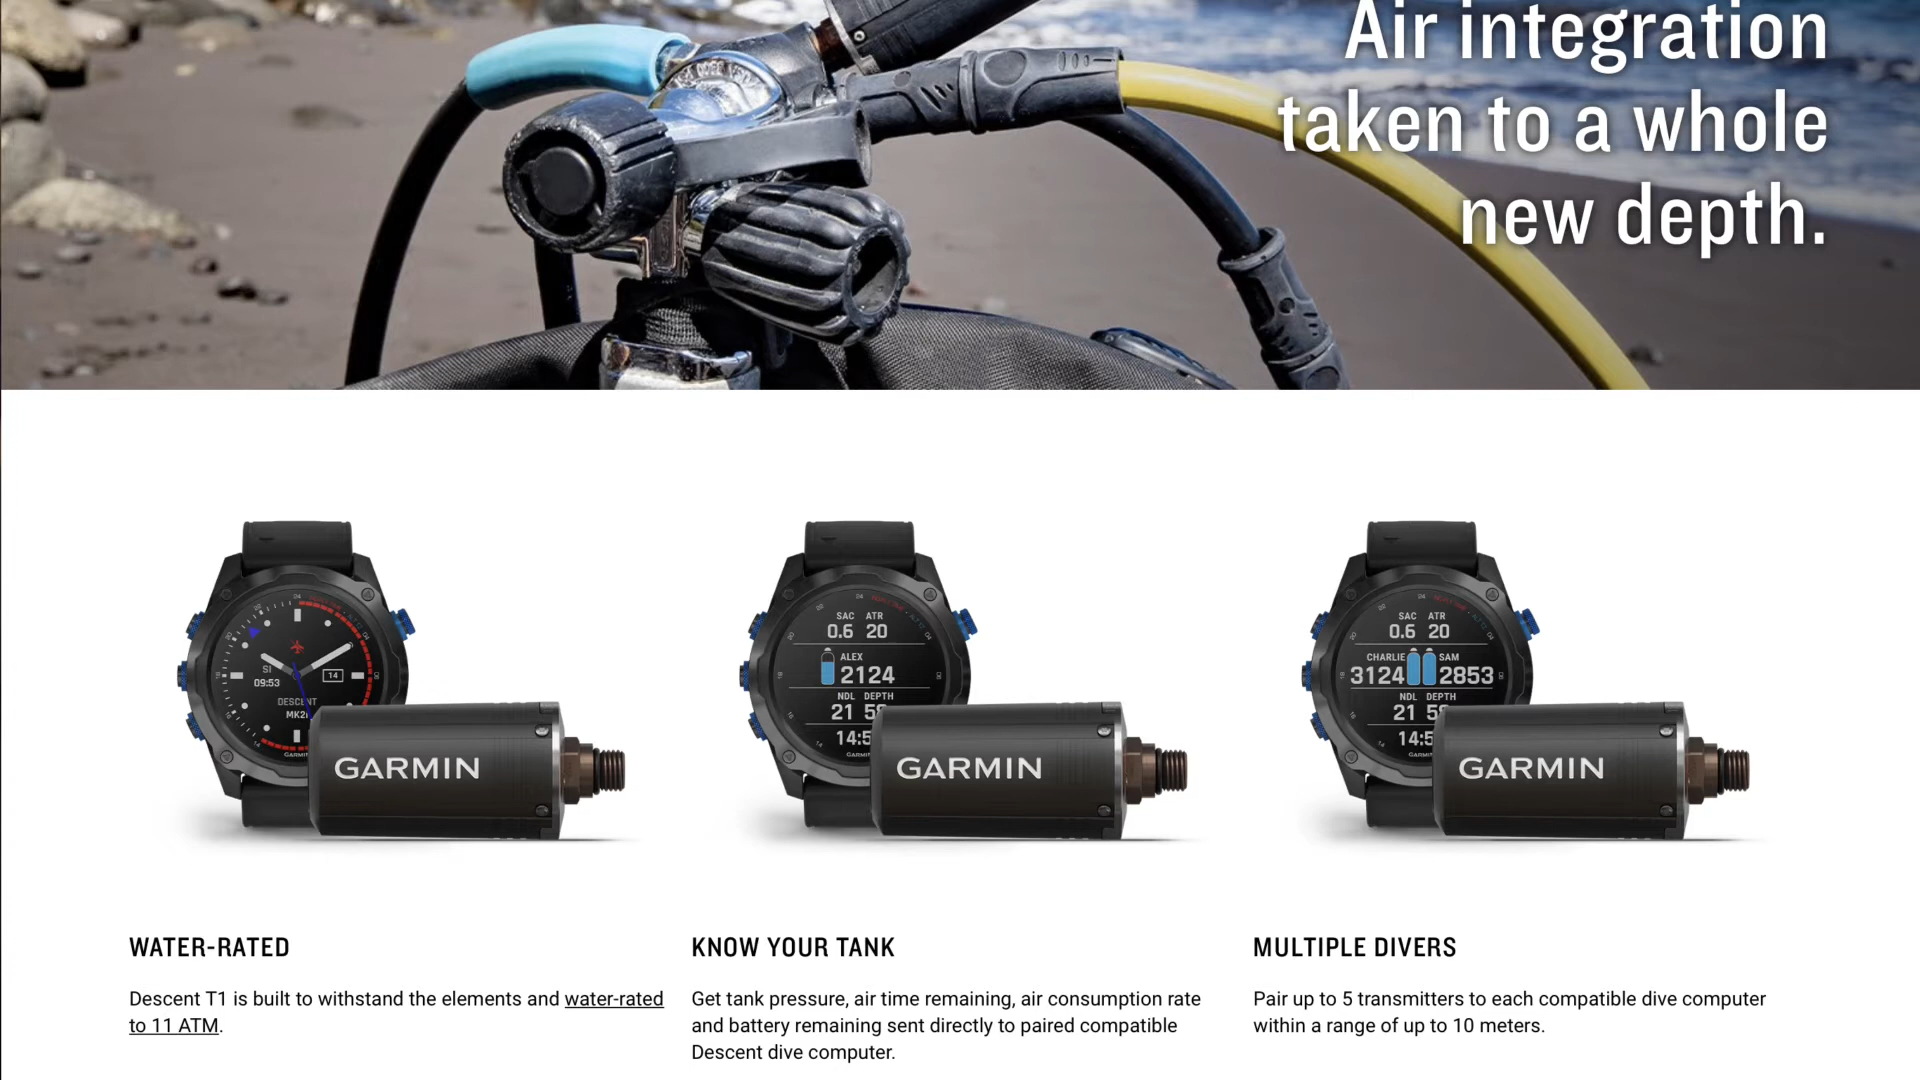 Air integration
taken to a whole
new depth.
SI
09:53
14
DESCENT
GARMIN
SAC ATR
0.6 20
ALEX
2124
NDL DEPTH
21
GARMIN
SAC ATR
0.6 20
CHARLIE SAM
3124 2853
NDL DEPTH
21
GARMIN
WATER-RATED
Descent T1 is built to withstand the elements and water-rated
to 11 ATM.
KNOW YOUR TANK
Get tank pressure, air time remaining, air consumption rate
and battery remaining sent directly to paired compatible
Descent dive computer.
MULTIPLE DIVERS
Pair up to 5 transmitters to each compatible dive computer
within a range of up to 10 meters.